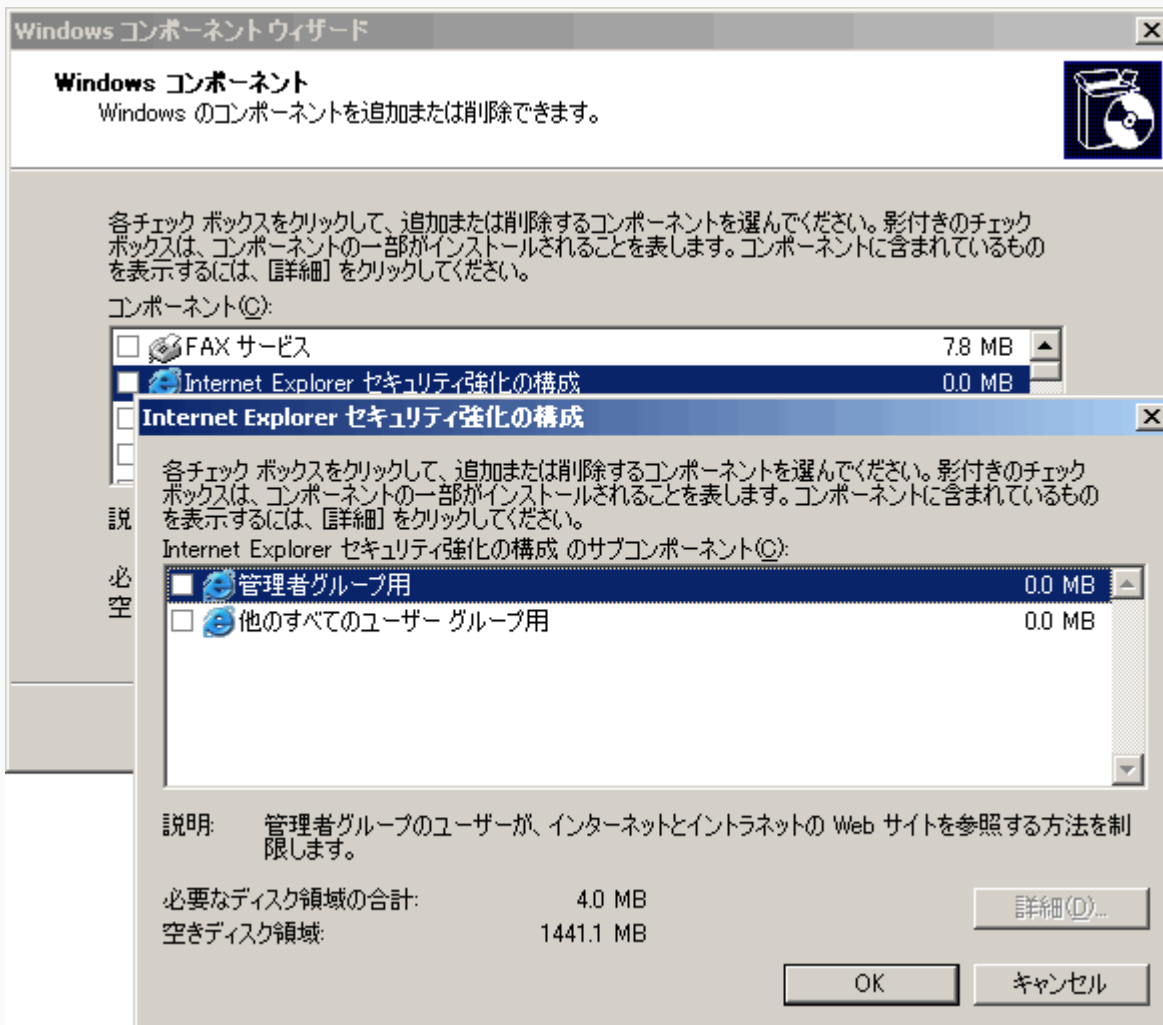 Windows コンポーネント ウィザード
Windows コンポーネント
Windows のコンポーネントを追加または削除できます。
各チェック ボックスをクリックして、追加または削除するコンポーネントを選んでください。影付きのチェック
ボックスは、コンポーネントの一部がインストールされることを表します。コンポーネントに含まれているもの
を表示するには、[詳細] をクリックしてください。
コンポーネント(C):
FAX サービス 7.8 MB
Internet Explorer セキュリティ強化の構成 0.0 MB
説
必
空
Internet Explorer セキュリティ強化の構成
各チェック ボックスをクリックして、追加または削除するコンポーネントを選んでください。影付きのチェック
ボックスは、コンポーネントの一部がインストールされることを表します。コンポーネントに含まれているもの
を表示するには、[詳細] をクリックしてください。
Internet Explorer セキュリティ強化の構成 のサブコンポーネント(C):
管理者グループ用 0.0 MB
他のすべてのユーザー グループ用 0.0 MB
説明: 管理者グループのユーザーが、インターネットとイントラネットの Web サイトを参照する方法を制
限します。
必要なディスク領域の合計: 4.0 MB
空きディスク領域: 1441.1 MB
詳細(D)...
OK キャンセル